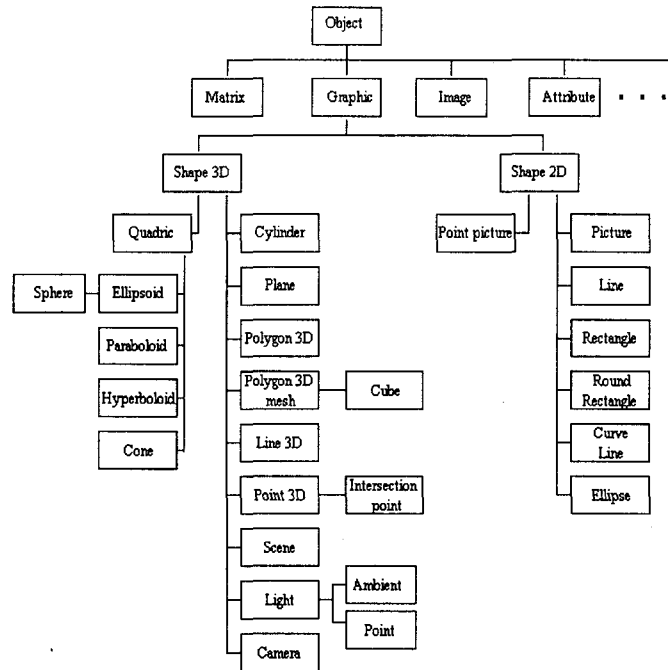 Object
Matrix
Graphic
Image
Attribute
. . . .
Shape 3D
Shape 2D
Quadric
Cylinder
Point picture
Picture
Sphere
Ellipsoid
Plane
Line
Paraboloid
Polygon 3D
Rectangle
Hyperboloid
Polygon 3D
mesh
Cube
Round
Rectangle
Cone
Line 3D
Curve
Line
Point 3D
Intersection
point
Ellipse
Scene
Light
Ambient
Point
Camera